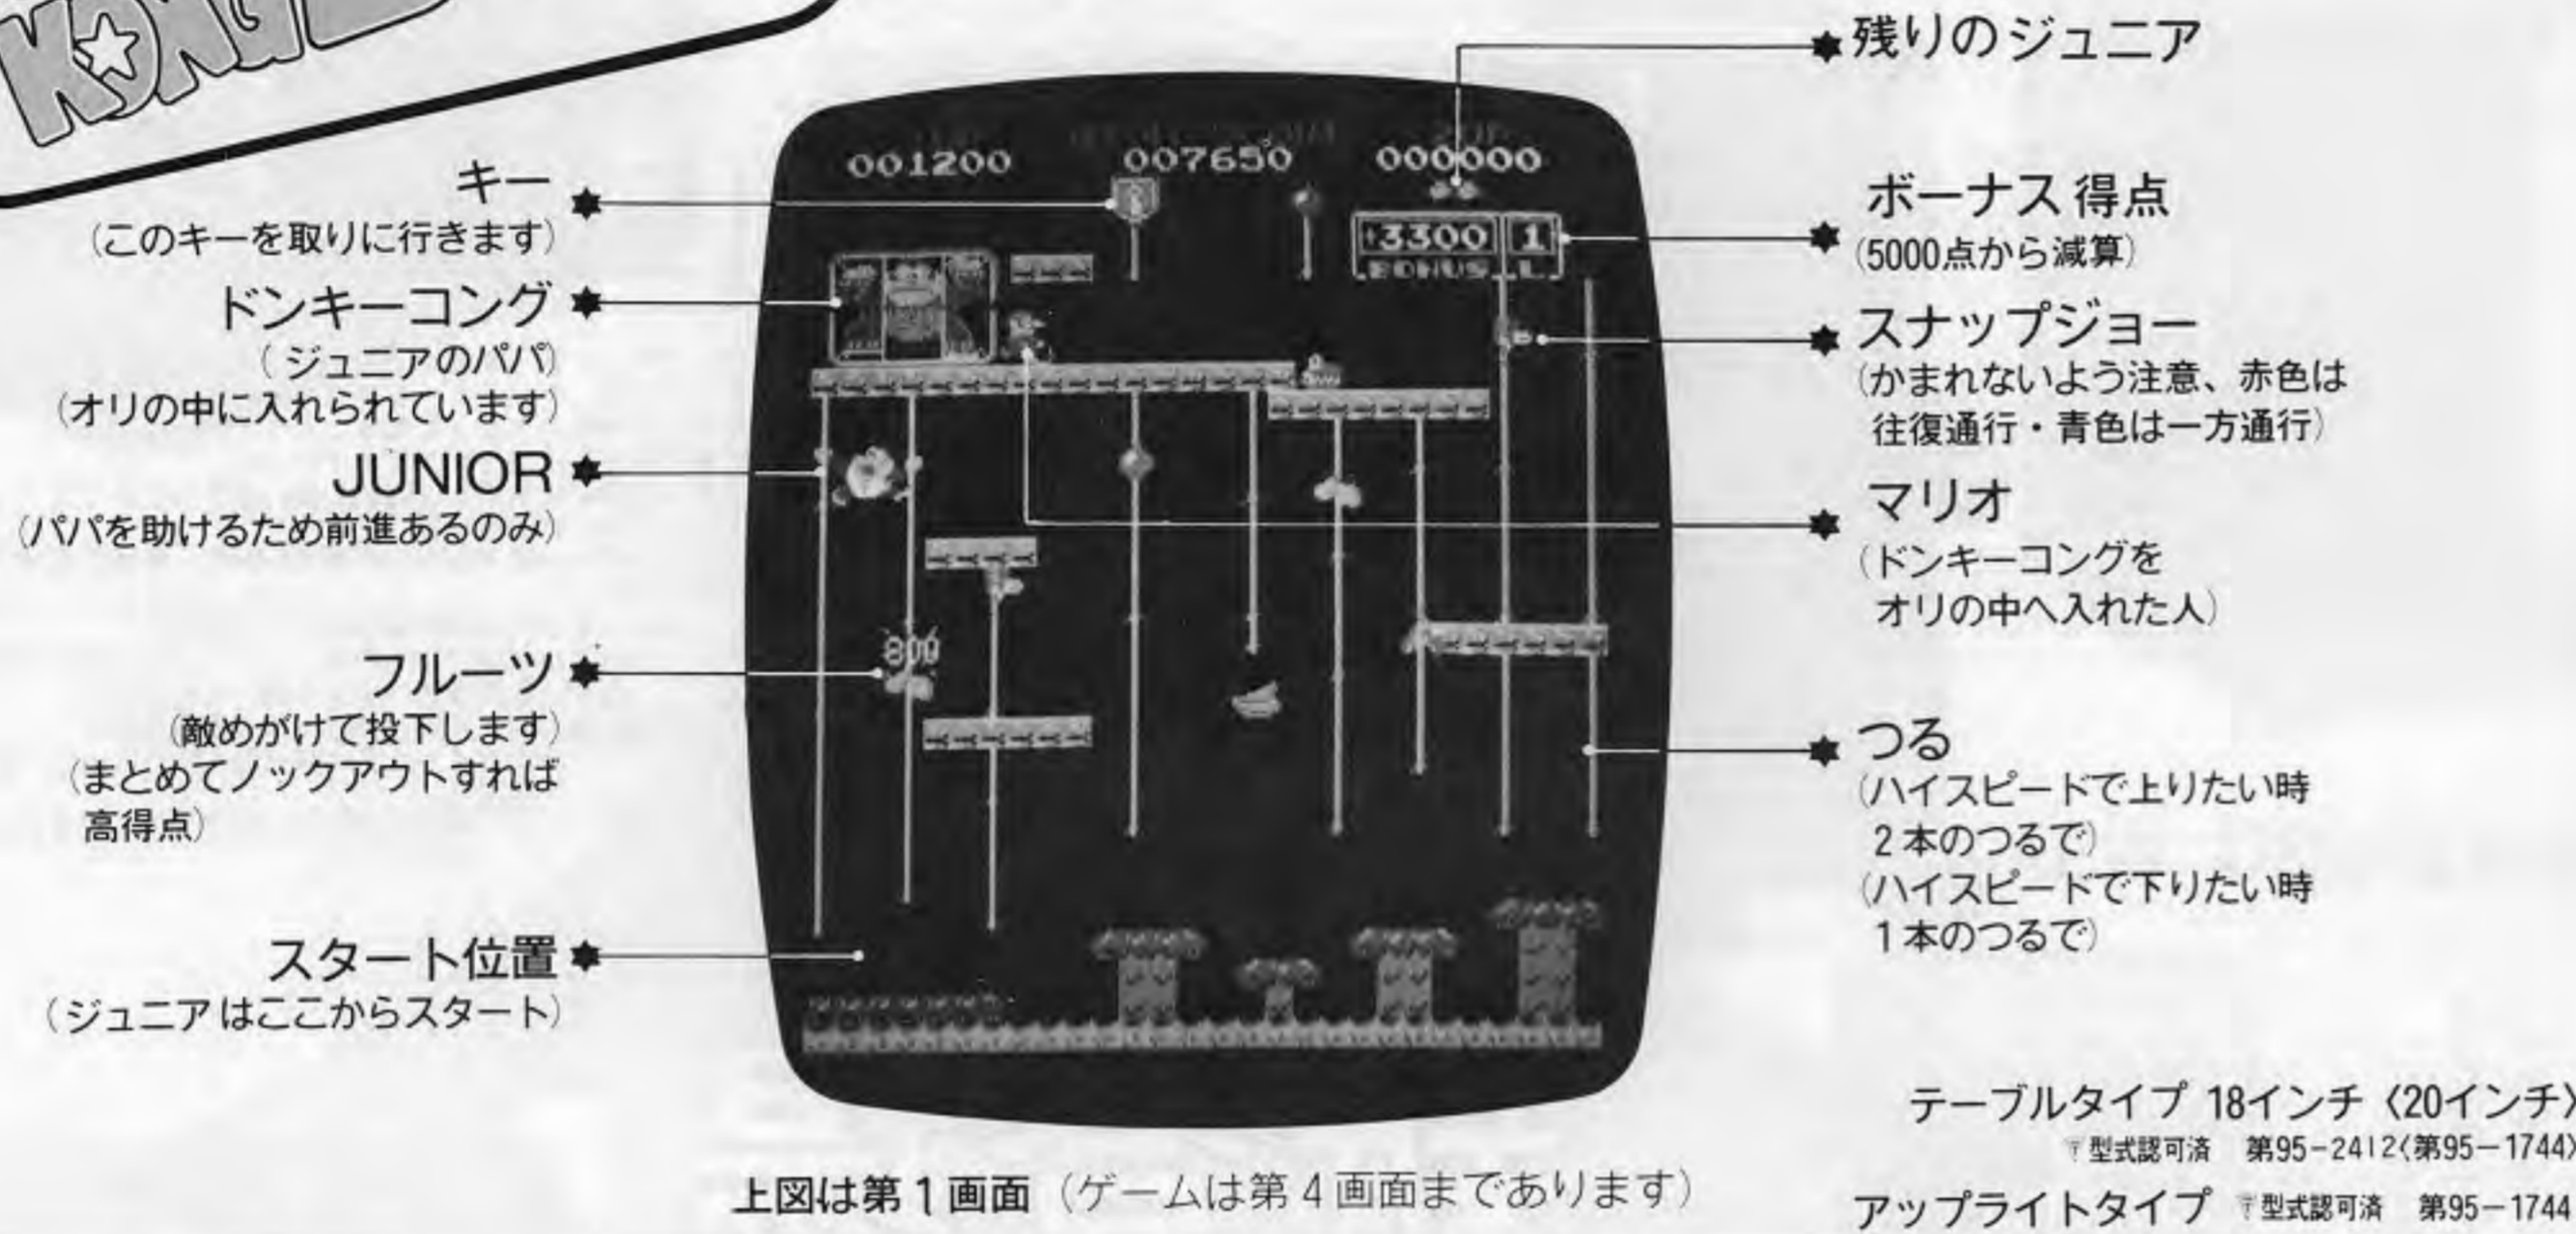 KONG
キー
(このキーを取りに行きます)
ドンキーコング
(ジュニアのパパ)
(オリの中に入れられています)
JUNIOR
(パパを助けるため前進あるのみ)
フルーツ
(敵めがけて投下します)
(まとめてノックアウトすれば
高得点)
スタート位置
(ジュニアはここからスタート)
001200 007650 000000
3300 1
BONUS L
800
残りのジュニア
ボーナス得点
(5000点から減算)
スナップジョー
(かまれないよう注意、赤色は
往復通行・青色は一方通行)
マリオ
(ドンキーコングを
オリの中へ入れた人)
つる
(ハイスピードで上りたい時
2本のつるで)
(ハイスピードで下りたい時
1本のつるで)
上図は第1画面(ゲームは第4画面まであります)
テーブルタイプ 18インチ〈20インチ〉
〒型式認可済 第95-2412〈第95-1744〉
アップライトタイプ 〒型式認可済 第95-1744